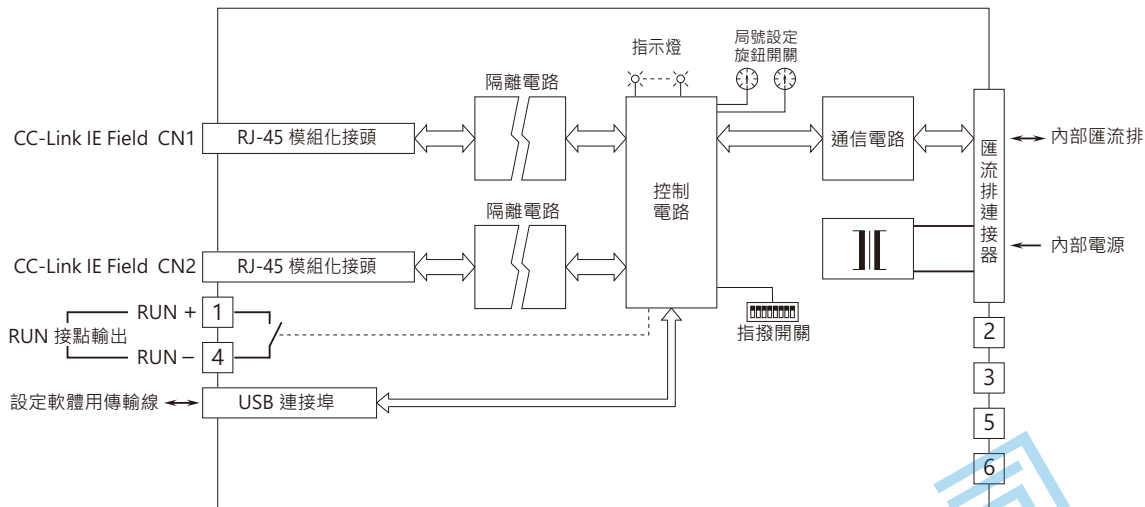 指示燈
局號設定
旋鈕開關
隔離電路
CC-Link IE Field CN1
RJ-45 模組化接頭
通信電路
匯流排連接器
內部匯流排
控制
電路
隔離電路
CC-Link IE Field CN2
RJ-45 模組化接頭
內部電源
RUN +
1
RUN 接點輸出
RUN –
4
指撥開關
2
3
設定軟體用傳輸線
USB 連接埠
5
6